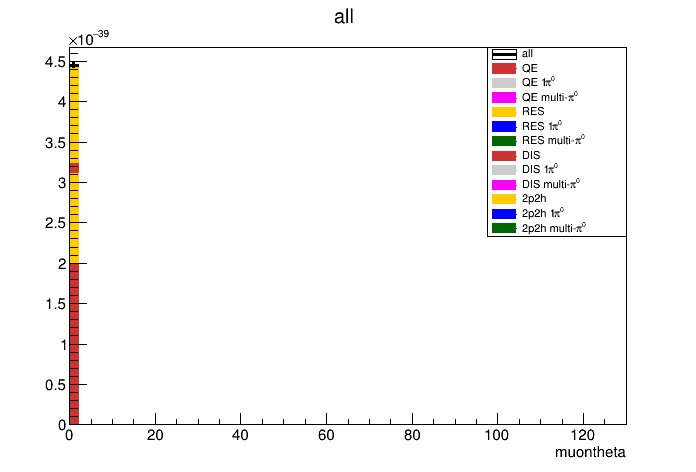 all
×10⁻³⁹
4.5
4
3.5
3
2.5
2
1.5
1
0.5
0
0 20 40 60 80 100 120
muontheta
all
QE
QE 1π⁰
QE multi-π⁰
RES
RES 1π⁰
RES multi-π⁰
DIS
DIS 1π⁰
DIS multi-π⁰
2p2h
2p2h 1π⁰
2p2h multi-π⁰